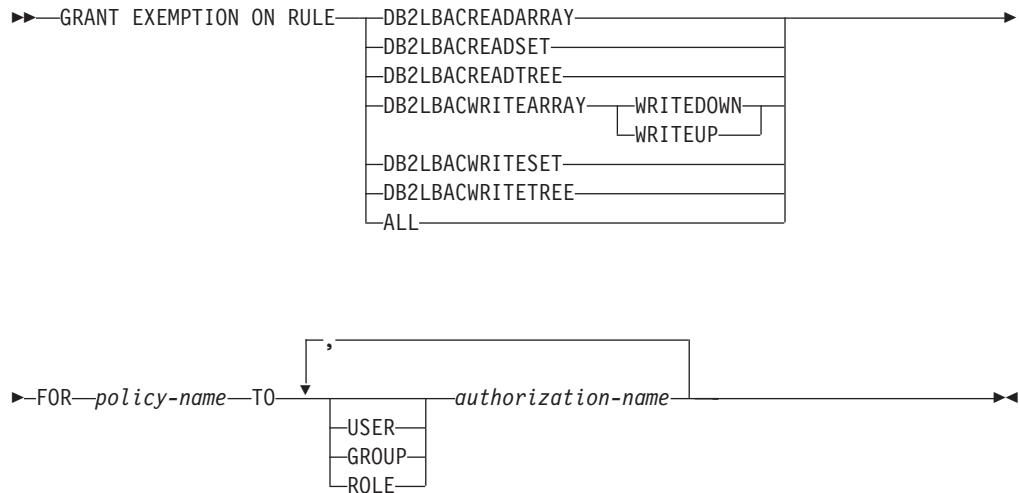 GRANT EXEMPTION ON RULE DB2LBACREADARRAY
DB2LBACREADSET
DB2LBACREADTREE
DB2LBACWRITEARRAY WRITEDOWN
WRITEUP
DB2LBACWRITESET
DB2LBACWRITETREE
ALL
,
FOR policy-name TO authorization-name
USER
GROUP
ROLE